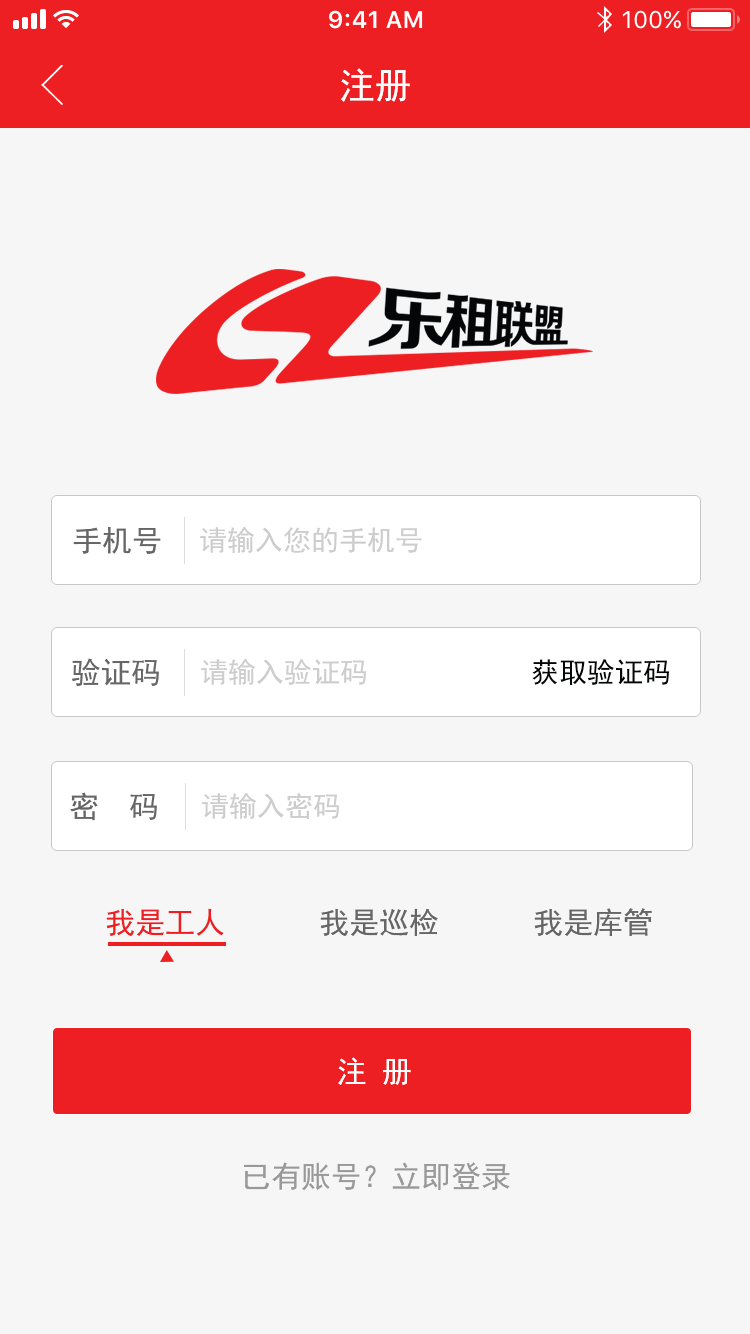 9:41 AM 100%
注册
乐租联盟
手机号 请输入您的手机号
验证码 请输入验证码 获取验证码
密 码 请输入密码
我是工人 我是巡检 我是库管
注 册
已有账号？立即登录